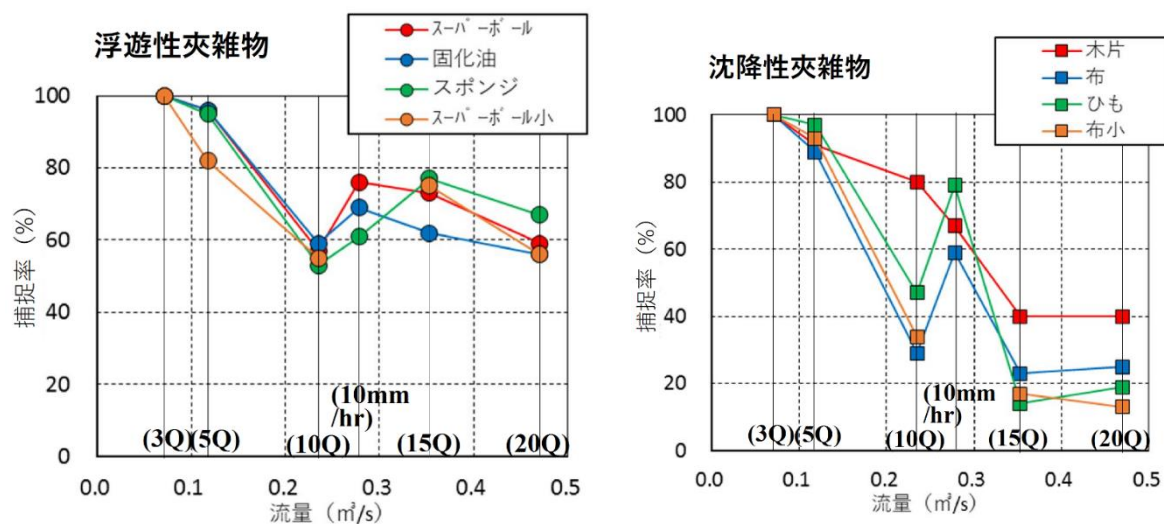 浮遊性夾雑物
ｽｰﾊﾟｰﾎﾞｰﾙ
固化油
スポンジ
ｽｰﾊﾟｰﾎﾞｰﾙ小
捕捉率（%）
100
80
60
40
20
0
(3Q)
(5Q)
(10Q)
(10mm
/hr)
(15Q)
(20Q)
0.0
0.1
0.2
0.3
0.4
0.5
流量（㎥/s）
沈降性夾雑物
木片
布
ひも
布小
捕捉率（%）
100
80
60
40
20
0
(3Q)
(5Q)
(10Q)
(10mm
/hr)
(15Q)
(20Q)
0.0
0.1
0.2
0.3
0.4
0.5
流量（㎥/s）